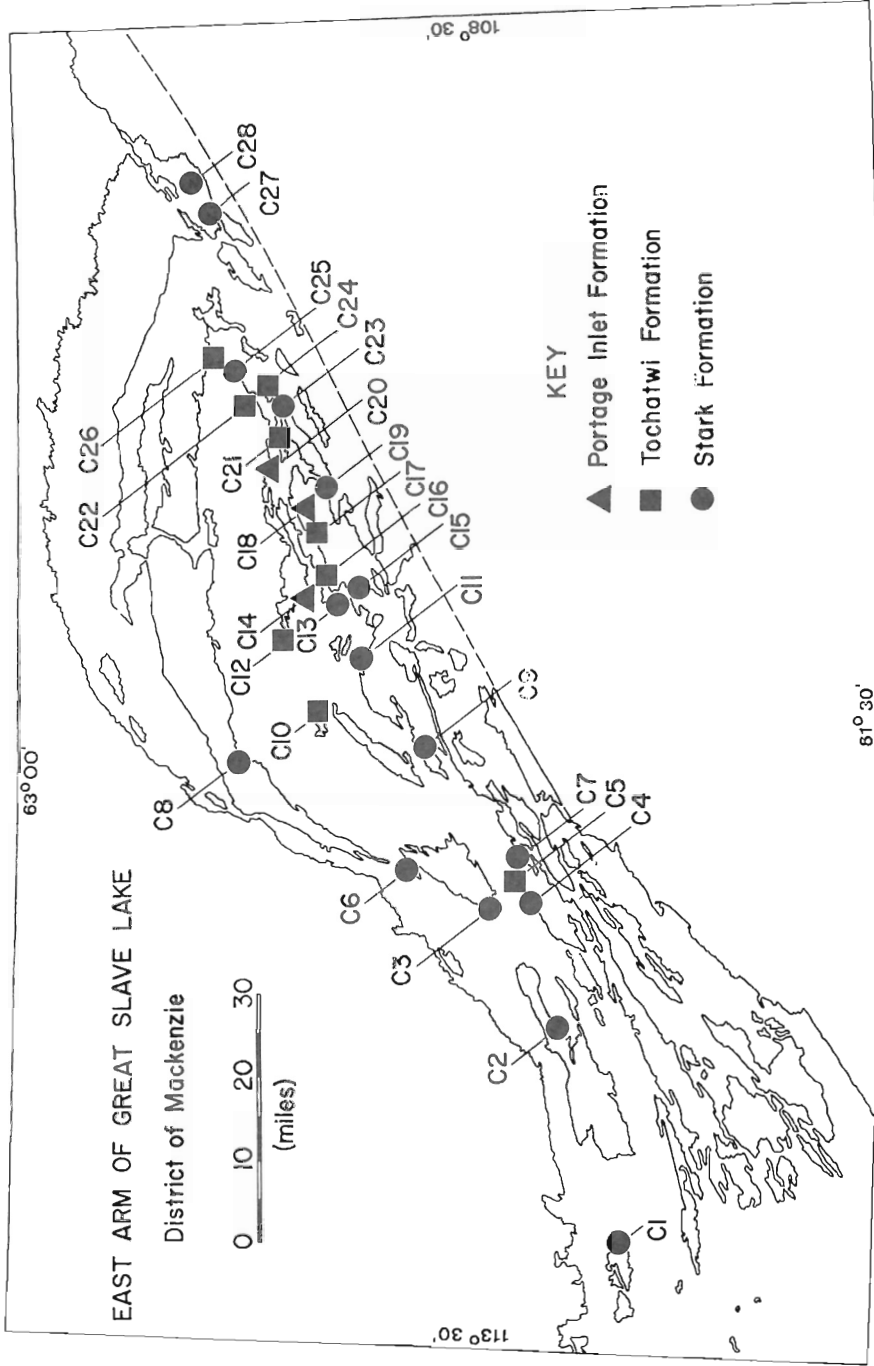 EAST ARM OF GREAT SLAVE LAKE
District of Mackenzie
0 10 20 30
(miles)
63° 00'
108° 30'
113° 30'
81° 30'
C1
C2
C3
C4
C5
C6
C7
C8
C9
C10
C11
C12
C13
C14
C15
C16
C17
C18
C19
C20
C21
C22
C23
C24
C25
C26
C27
C28
KEY
Portage Inlet Formation
Tochatwi Formation
Stark Formation